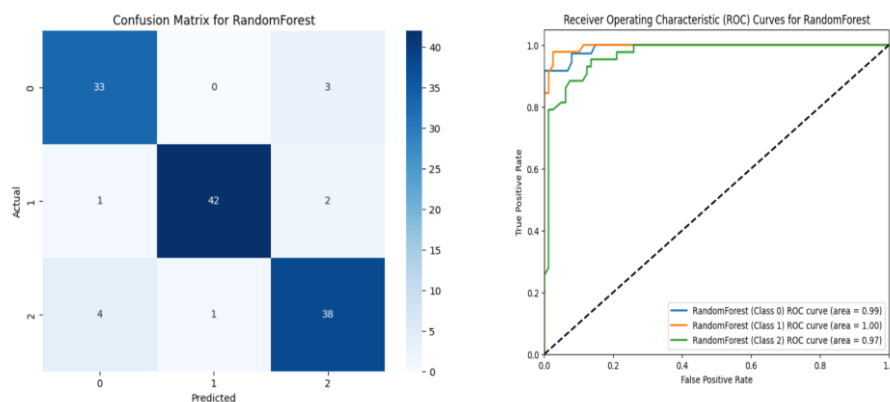 Confusion Matrix for RandomForest
33 0 3
1 42 2
4 1 38
0
1
2
Actual
0 1 2
Predicted
40
35
30
25
20
15
10
5
0
Receiver Operating Characteristic (ROC) Curves for RandomForest
1.0
0.8
0.6
0.4
0.2
0.0
True Positive Rate
RandomForest (Class 0) ROC curve (area = 0.99)
RandomForest (Class 1) ROC curve (area = 1.00)
RandomForest (Class 2) ROC curve (area = 0.97)
0.0 0.2 0.4 0.6 0.8
False Positive Rate